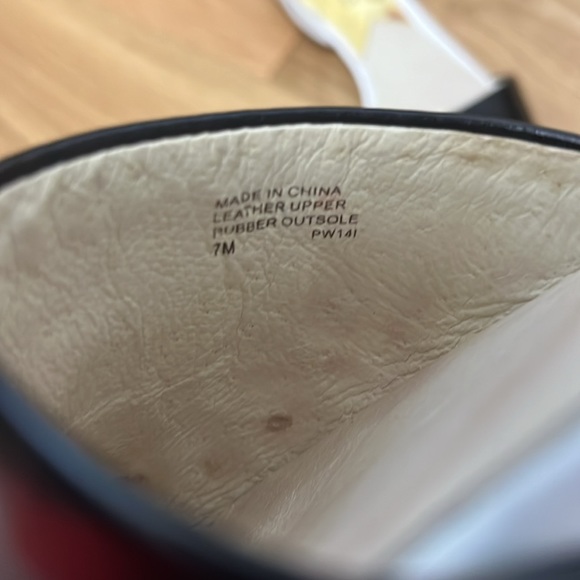 MADE IN CHINA
LEATHER UPPER
RUBBER OUTSOLE
7M PW14I